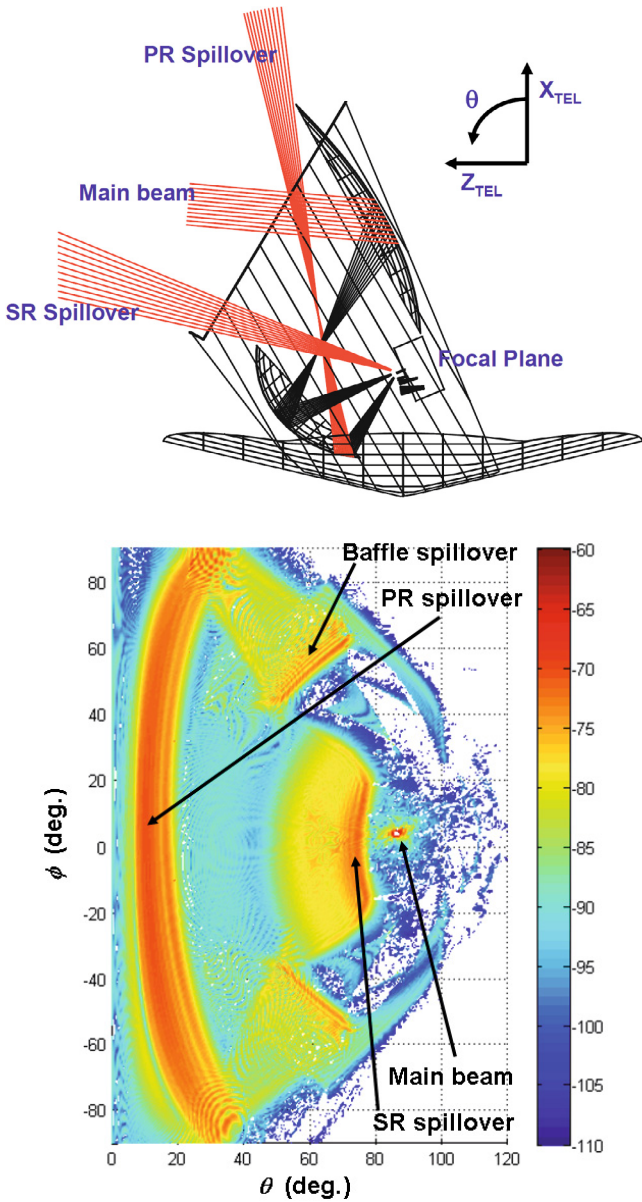 PR Spillover
X_TEL
θ
Main beam
Z_TEL
SR Spillover
Focal Plane
Baffle spillover
PR spillover
-60
-65
-70
-75
-80
-85
-90
-95
-100
-105
-110
80
60
40
20
0
-20
-40
-60
-80
ϕ (deg.)
Main beam
SR spillover
0 20 40 60 80 100 120
θ (deg.)